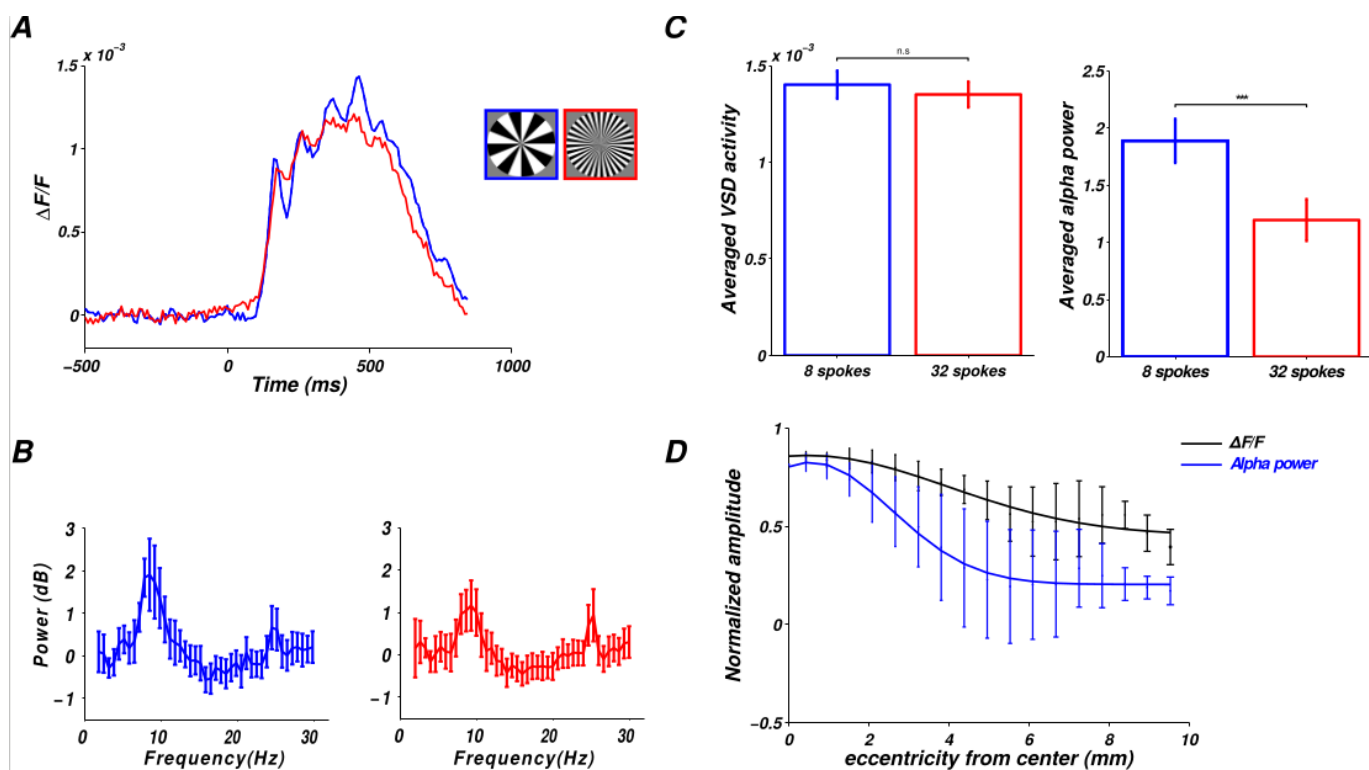 A
x 10⁻³
1.5
1
0.5
0
ΔF/F
−500
0
500
1000
Time (ms)
C
x 10⁻³
n.s
1.5
1
0.5
0
Averaged VSD activity
8 spokes
32 spokes
***
2.5
2
1.5
1
0.5
0
Averaged alpha power
8 spokes
32 spokes
B
3
2
1
0
−1
Power (dB)
0
10
20
30
Frequency(Hz)
3
2
1
0
−1
0
10
20
30
Frequency(Hz)
D
ΔF/F
Alpha power
1
0.5
0
−0.5
Normalized amplitude
0
2
4
6
8
10
eccentricity from center (mm)